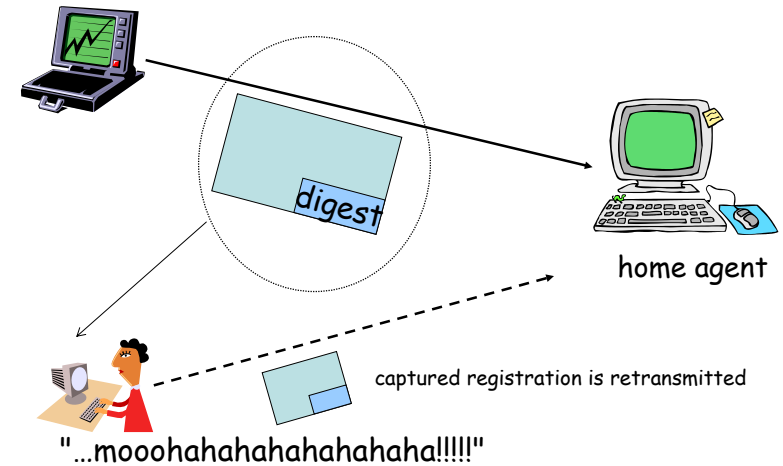 digest
home agent
captured registration is retransmitted
"...mooohahahahahahahaha!!!!!"